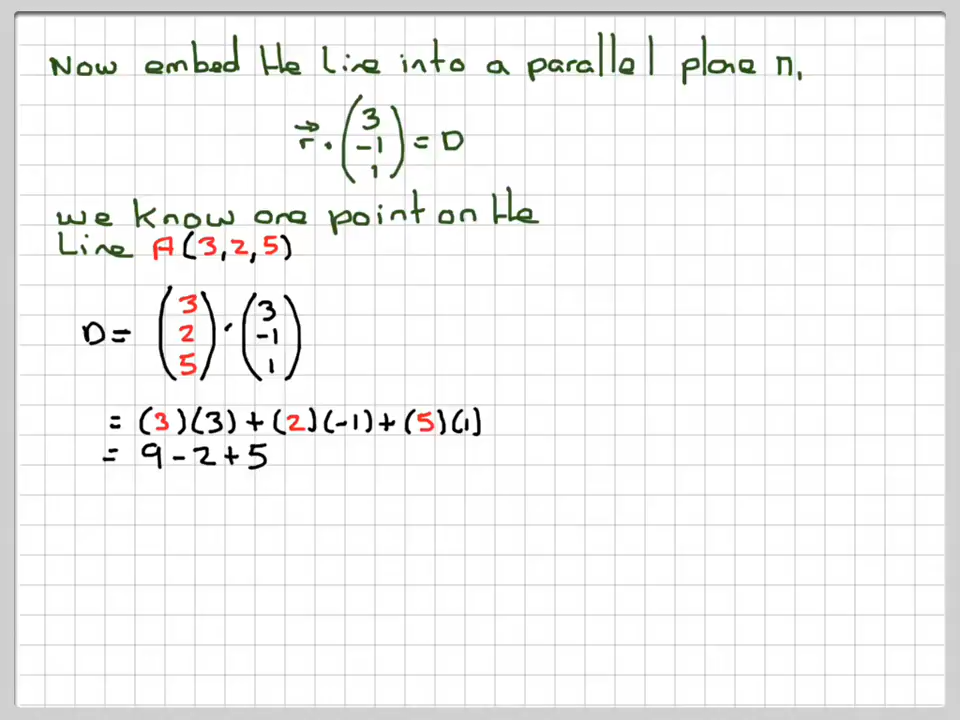 Now embed the line into a parallel plane π₁
r⃗ · (3 -1 1) = D
we know one point on the
Line A(3,2,5)
D = (3 2 5) · (3 -1 1)
= (3)(3) + (2)(-1) + (5)(1)
= 9 - 2 + 5